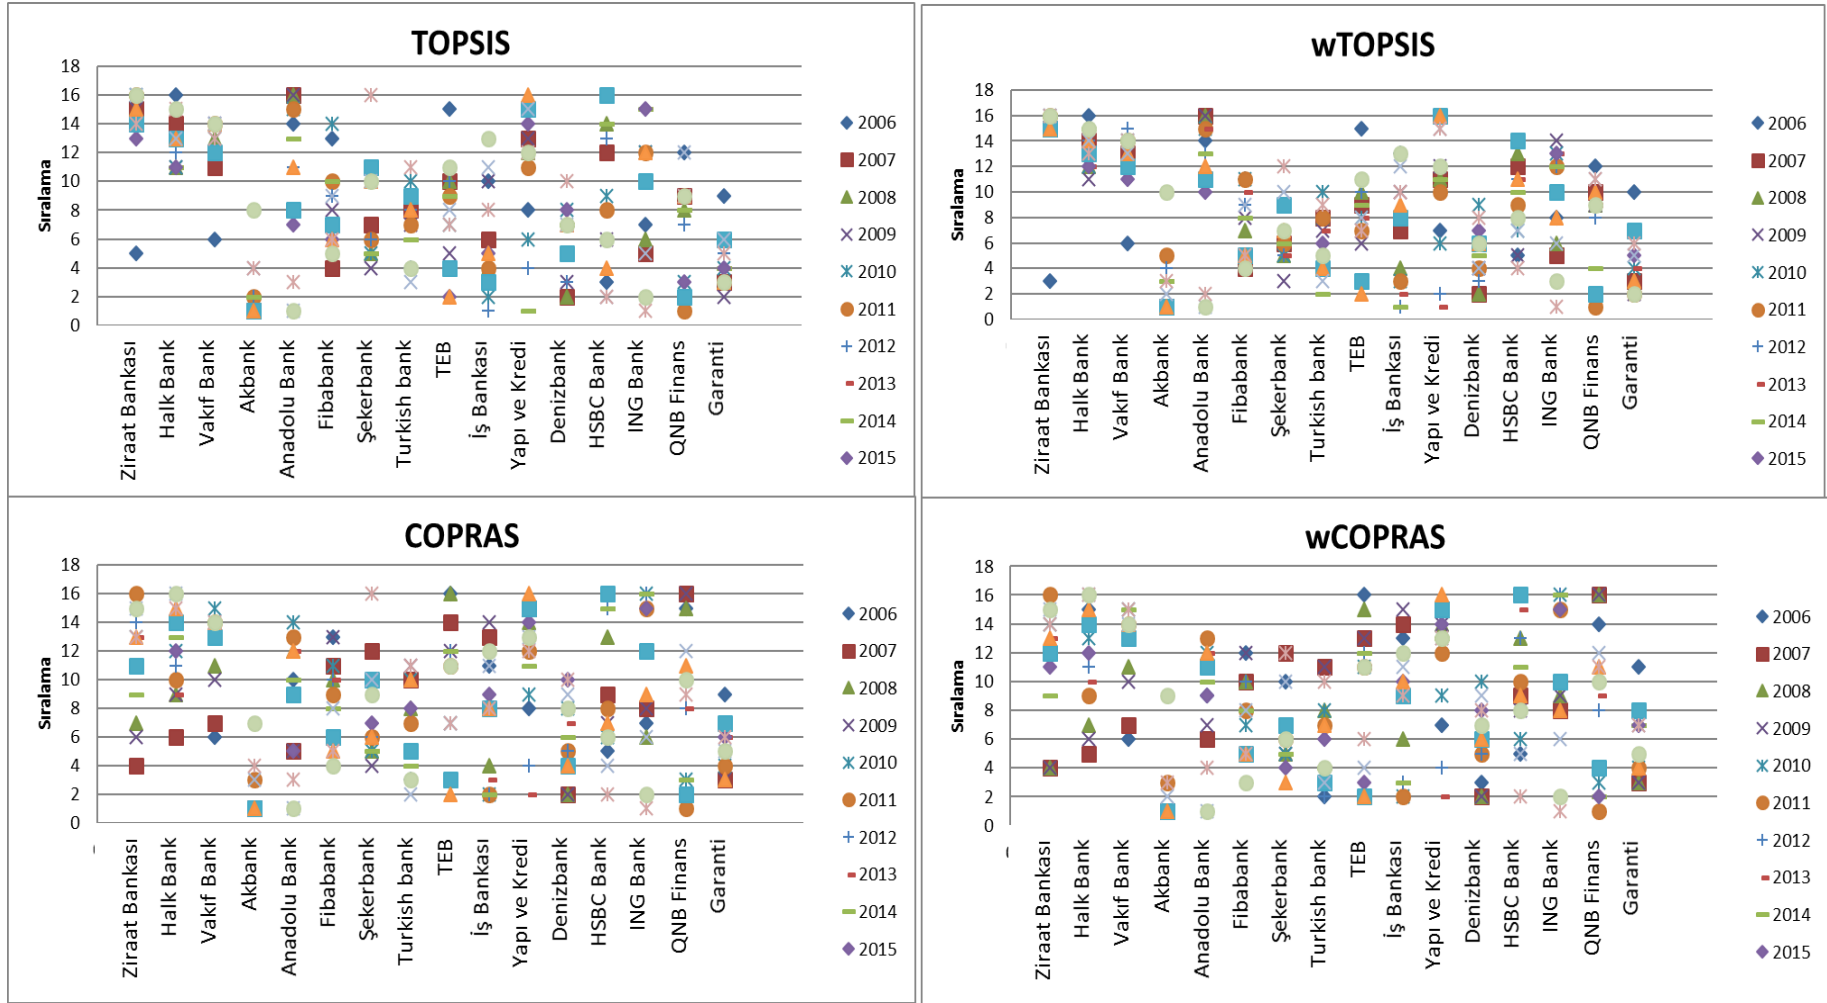 TOPSIS
Sıralama
18
16
14
12
10
8
6
4
2
0
Ziraat Bankası
Halk Bank
Vakıf Bank
Akbank
Anadolu Bank
Fibabank
Şekerbank
Turkish bank
TEB
İş Bankası
Yapı ve Kredi
Denizbank
HSBC Bank
ING Bank
QNB Finans
Garanti
2006
2007
2008
2009
2010
2011
2012
2013
2014
2015
wTOPSIS
Sıralama
18
16
14
12
10
8
6
4
2
0
Ziraat Bankası
Halk Bank
Vakıf Bank
Akbank
Anadolu Bank
Fibabank
Şekerbank
Turkish bank
TEB
İş Bankası
Yapı ve Kredi
Denizbank
HSBC Bank
ING Bank
QNB Finans
Garanti
2006
2007
2008
2009
2010
2011
2012
2013
2014
2015
COPRAS
Sıralama
18
16
14
12
10
8
6
4
2
0
Ziraat Bankası
Halk Bank
Vakıf Bank
Akbank
Anadolu Bank
Fibabank
Şekerbank
Turkish bank
TEB
İş Bankası
Yapı ve Kredi
Denizbank
HSBC Bank
ING Bank
QNB Finans
Garanti
2006
2007
2008
2009
2010
2011
2012
2013
2014
2015
wCOPRAS
Sıralama
18
16
14
12
10
8
6
4
2
0
Ziraat Bankası
Halk Bank
Vakıf Bank
Akbank
Anadolu Bank
Fibabank
Şekerbank
Turkish bank
TEB
İş Bankası
Yapı ve Kredi
Denizbank
HSBC Bank
ING Bank
QNB Finans
Garanti
2006
2007
2008
2009
2010
2011
2012
2013
2014
2015